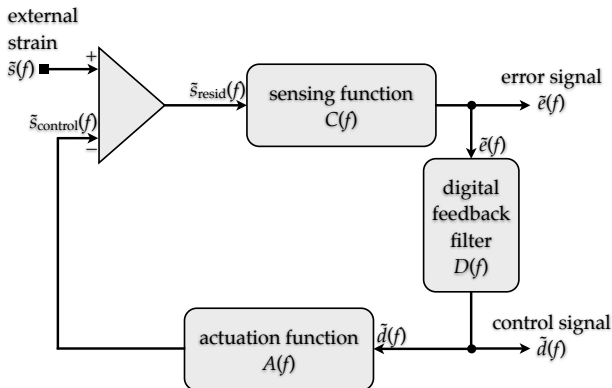 external
strain
s̃(f)
+
s̃resid(f)
sensing function
C(f)
error signal
ẽ(f)
s̃control(f)
−
ẽ(f)
digital
feedback
filter
D(f)
actuation function
A(f)
d̃(f)
control signal
d̃(f)